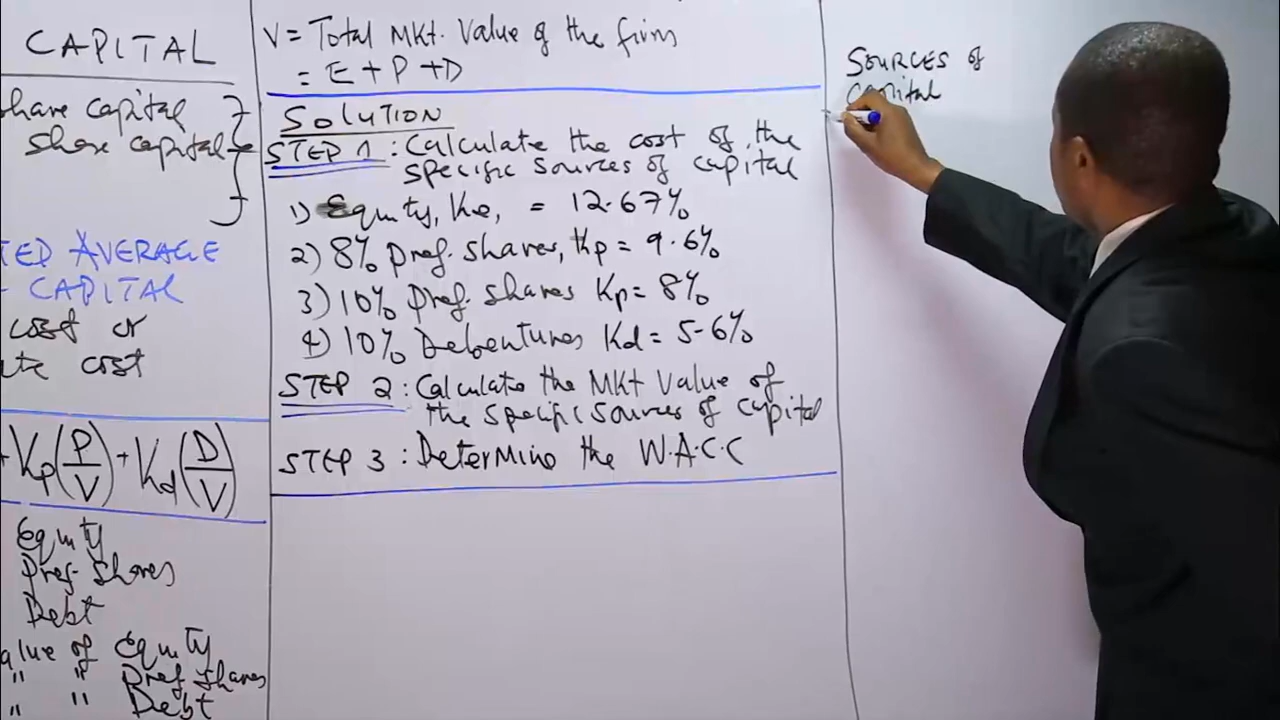 CAPITAL
share capital
share capital
TED AVERAGE
CAPITAL
cost or
ate cost
+ Kp(P/V) + Kd(D/V)
Equity
Pref. shares
Debt
alue of Equity
" " Pref shares
" " Debt
V = Total Mkt. Value of the firm
= E + P + D
SOLUTION
STEP 1 : Calculate the cost of the
specific sources of capital
1) Equity, Ke, = 12.67%
2) 8% pref. shares, Kp = 9.6%
3) 10% Pref. shares Kp = 8%
4) 10% Debentures Kd = 5.6%
STEP 2 : Calculate the Mkt Value of
the specific sources of capital
STEP 3 : Determine the W.A.C.C
SOURCES of
capital